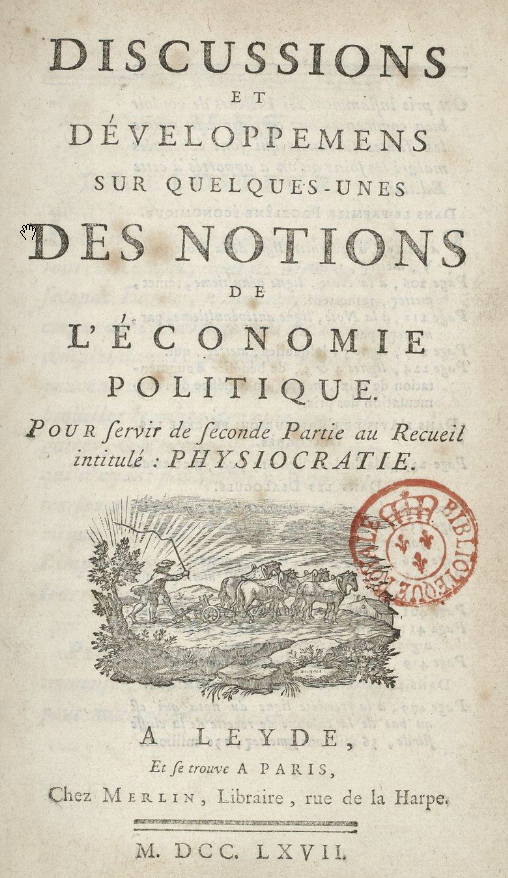 DISCUSSIONS
ET
DÉVELOPPEMENS
SUR QUELQUES-UNES
DES NOTIONS
DE
L'ÉCONOMIE
POLITIQUE.
POUR ſervir de ſeconde Partie au Recueil
intitulé : PHYSIOCRATIE.
BIBLIOTEQUE ROYALE
A LEYDE,
Et ſe trouve A PARIS,
Chez MERLIN, Libraire, rue de la Harpe.
M. DCC. LXVII.